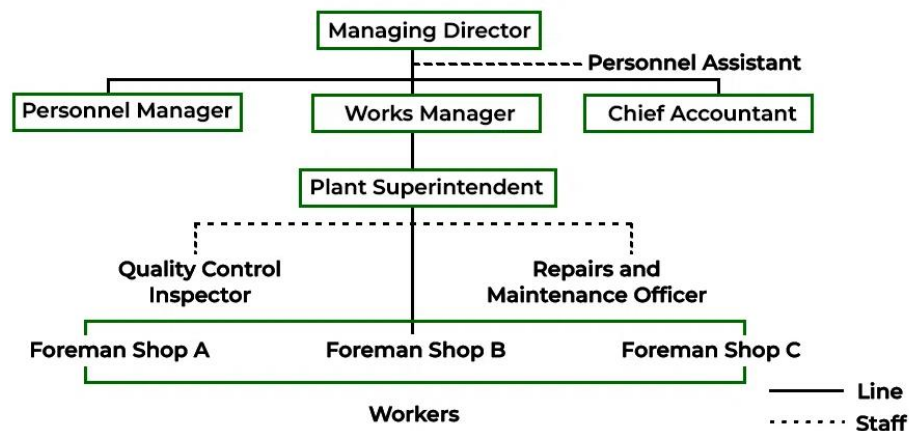 Managing Director
Personnel Assistant
Personnel Manager
Works Manager
Chief Accountant
Plant Superintendent
Quality Control
Inspector
Repairs and
Maintenance Officer
Foreman Shop A
Foreman Shop B
Foreman Shop C
Workers
Line
Staff